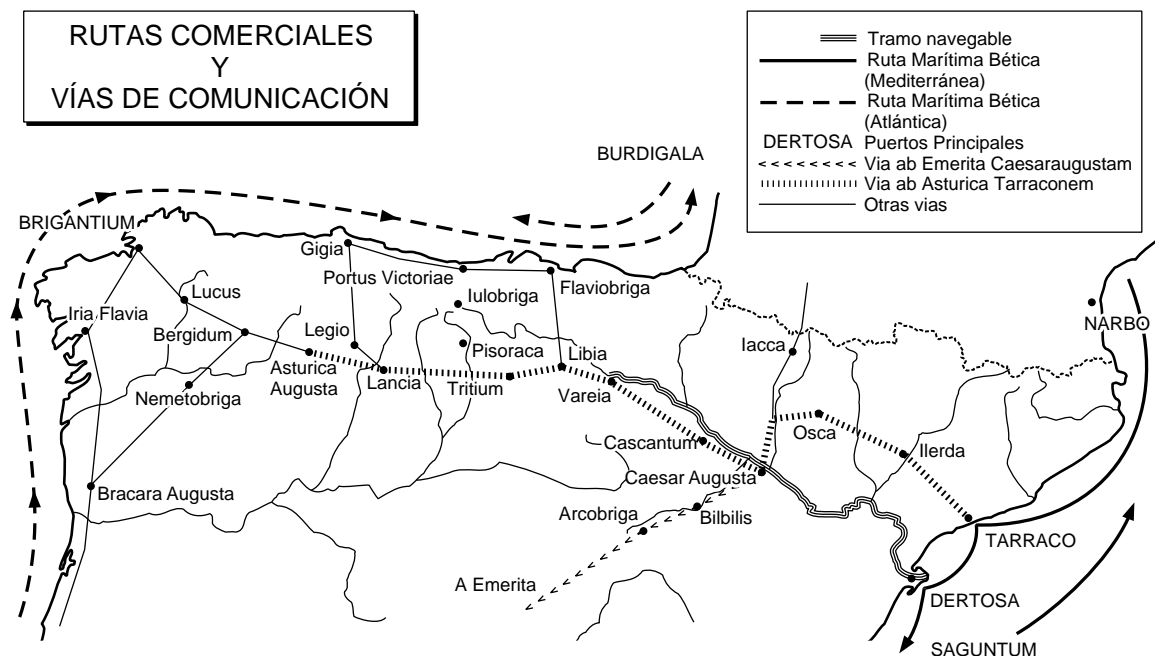 RUTAS COMERCIALES
Y
VÍAS DE COMUNICACIÓN
Tramo navegable
Ruta Marítima Bética
(Mediterránea)
Ruta Marítima Bética
(Atlántica)
DERTOSA Puertos Principales
Via ab Emerita Caesaraugustam
Via ab Asturica Tarraconem
Otras vias
BURDIGALA
BRIGANTIUM
Gigia
Portus Victoriae
Flaviobriga
Lucus
Iulobriga
NARBO
Iria Flavia
Bergidum
Legio
Pisoraca
Libia
Iacca
Asturica
Augusta
Lancia
Tritium
Vareia
Nemetobriga
Osca
Cascantum
Ilerda
Caesar Augusta
Bracara Augusta
Bilbilis
Arcobriga
TARRACO
A Emerita
DERTOSA
SAGUNTUM